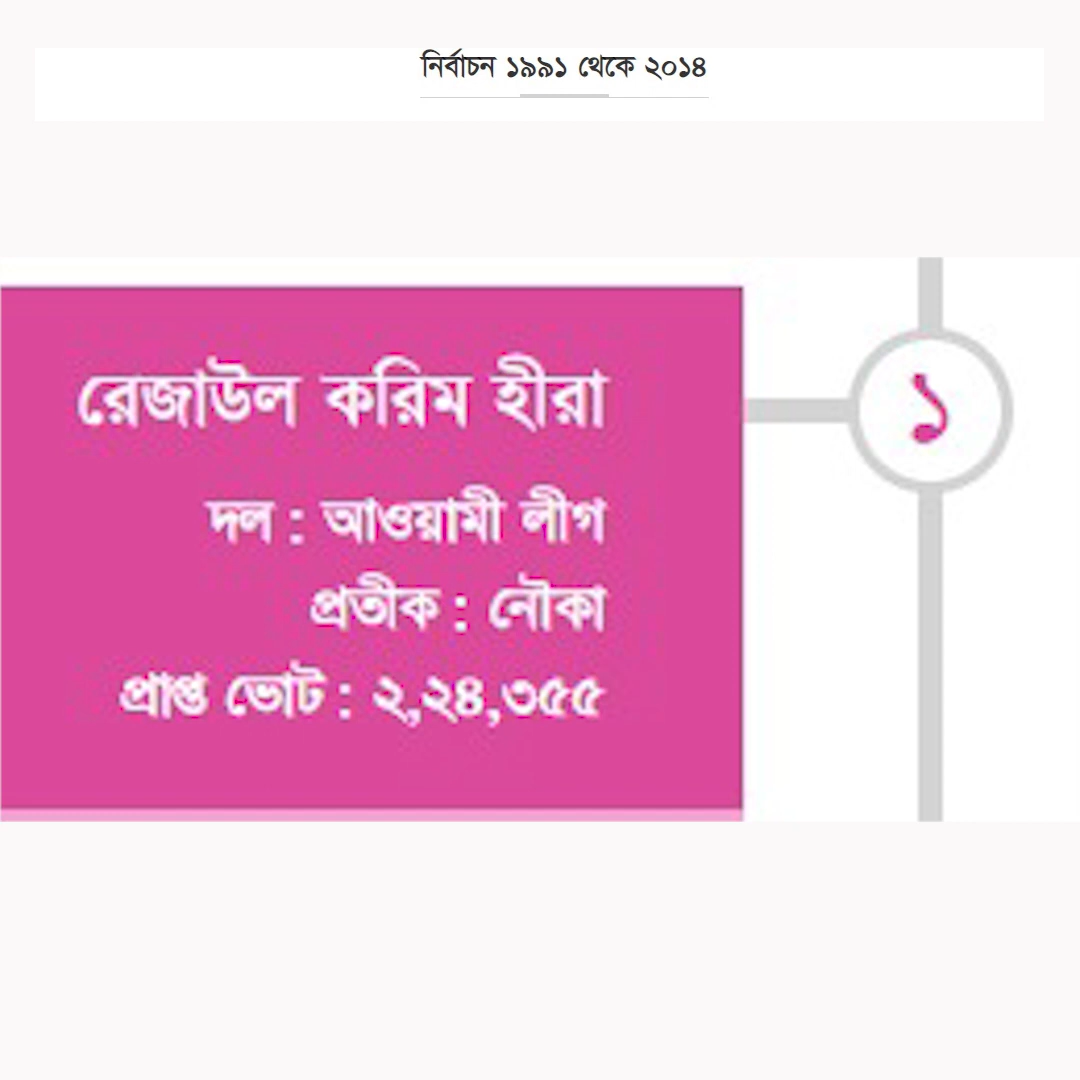 নির্বাচন ১৯৯১ থেকে ২০১৪
রেজাউল করিম হীরা
১
দল : আওয়ামী লীগ
প্রতীক : নৌকা
প্রাপ্ত ভোট : ২,২৪,৩৫৫